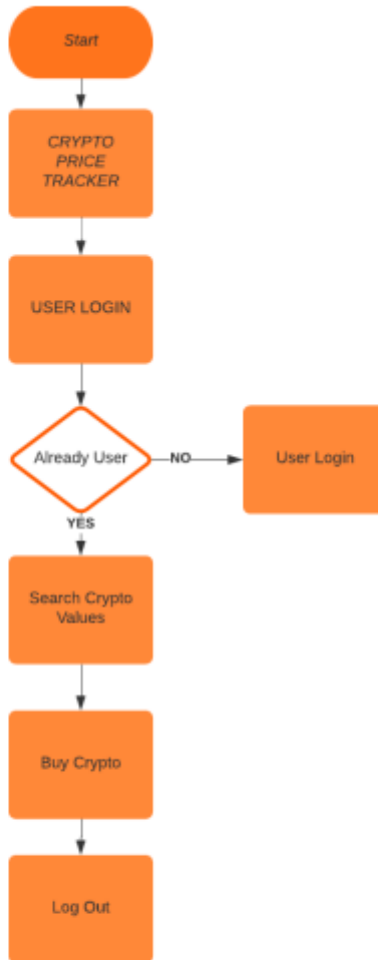 Start
CRYPTO
PRICE
TRACKER
USER LOGIN
Already User
NO
User Login
YES
Search Crypto
Values
Buy Crypto
Log Out